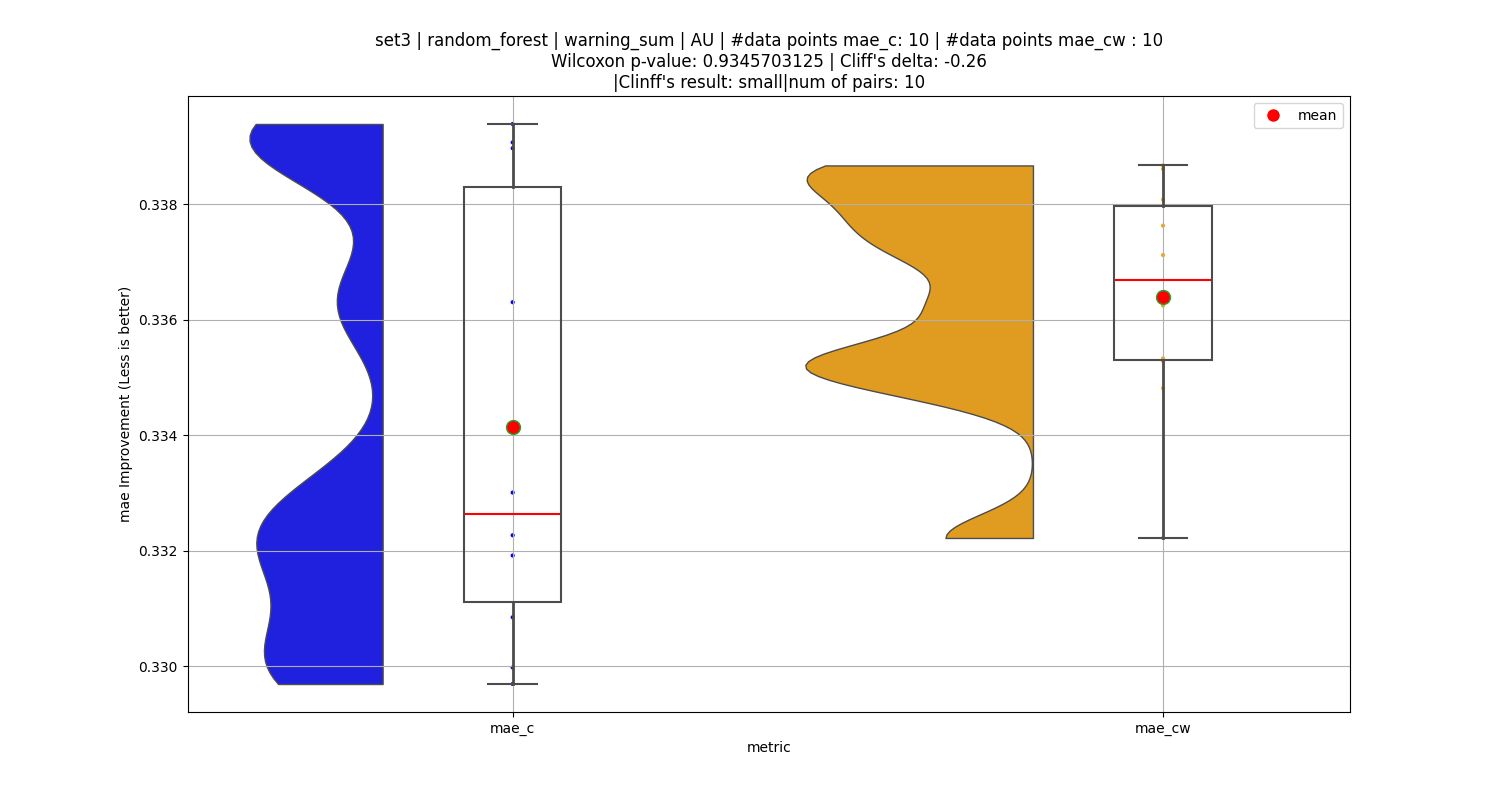 set3 | random_forest | warning_sum | AU | #data points mae_c: 10 | #data points mae_cw : 10
Wilcoxon p-value: 0.9345703125 | Cliff's delta: -0.26
|Clinff's result: small|num of pairs: 10
mean
mae Improvement (Less is better)
0.338
0.336
0.334
0.332
0.330
mae_c
mae_cw
metric